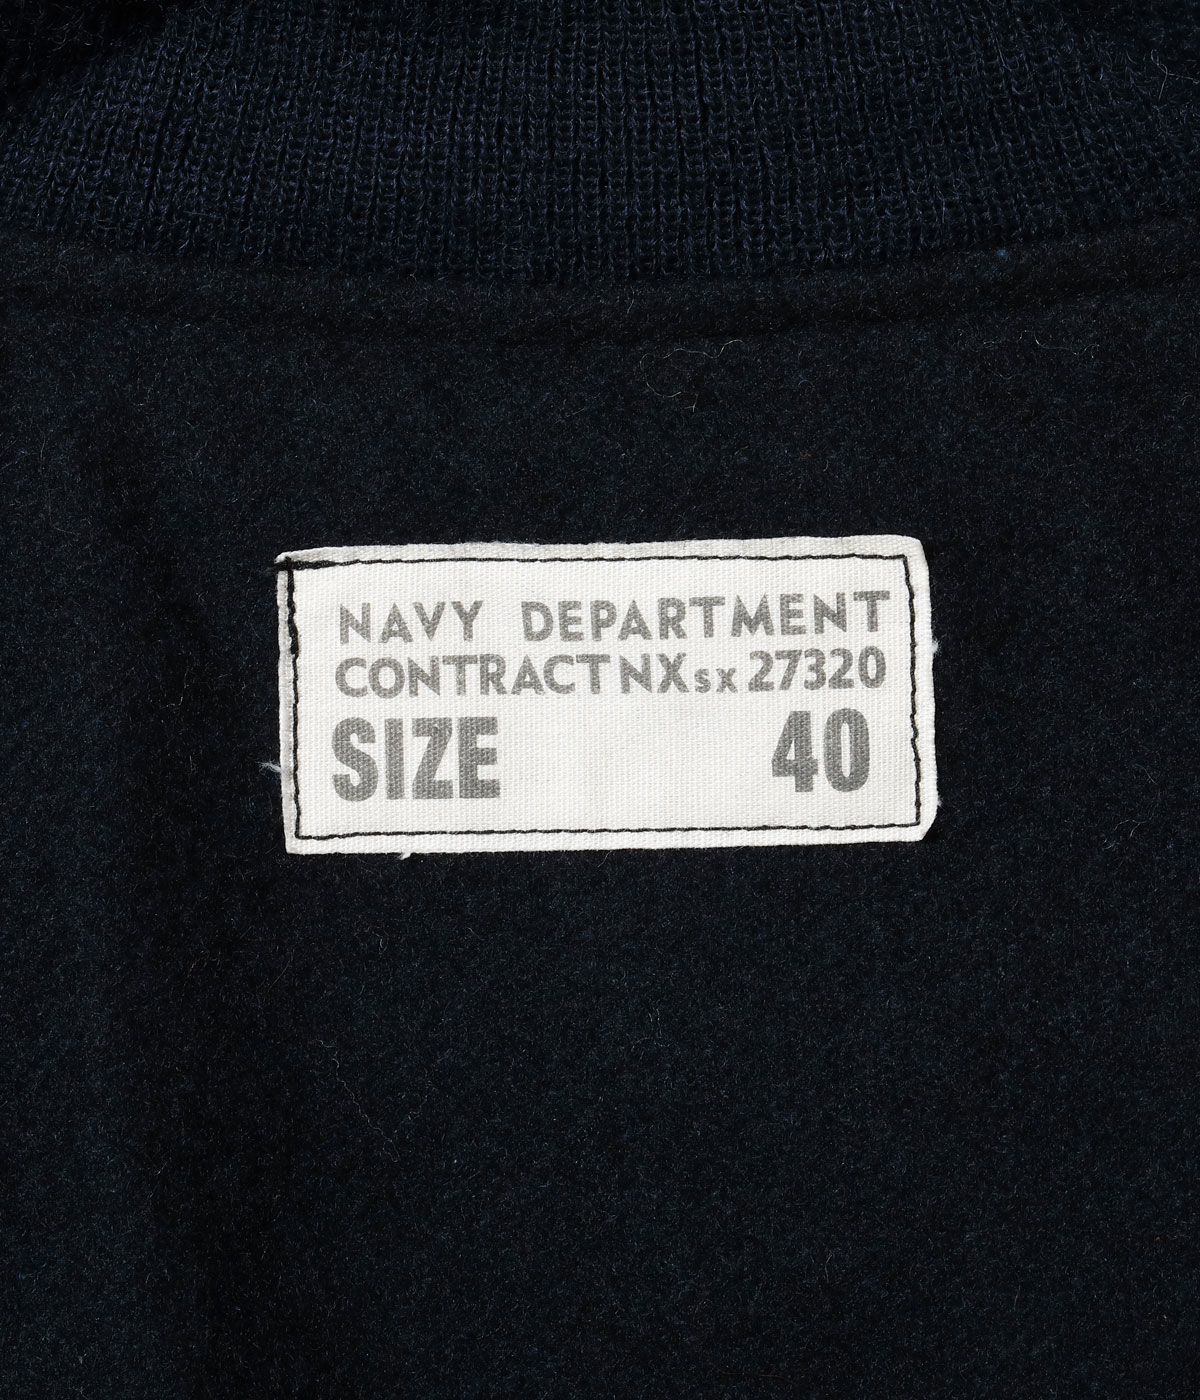 NAVY DEPARTMENT
CONTRACT NXsx 27320
SIZE 40